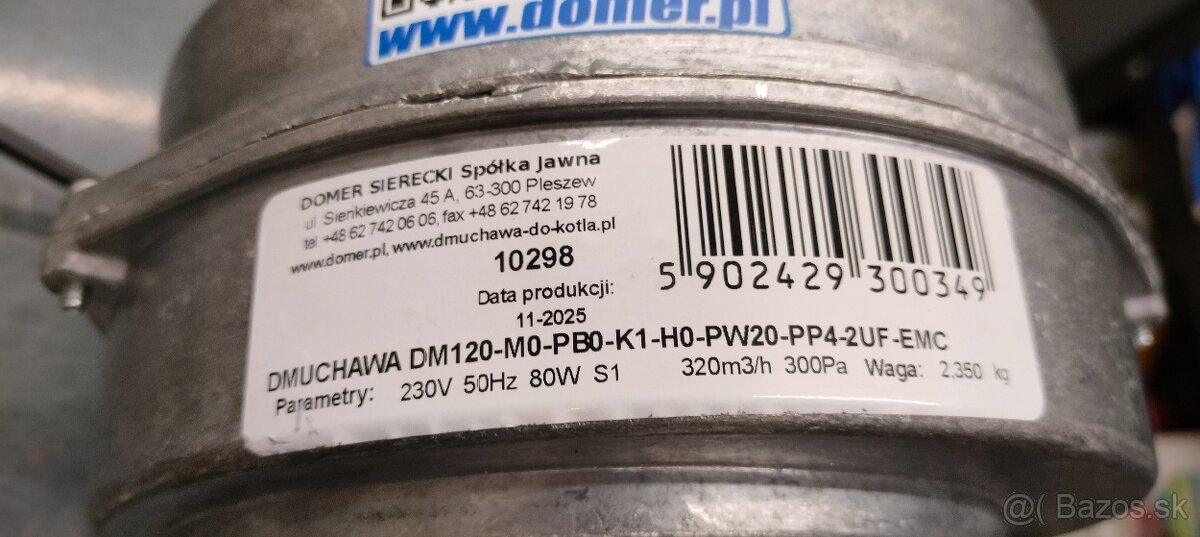 www.domer.pl
DOMER SIERECKI Spółka Jawna
ul Sienkiewicza 45 A, 63-300 Pleszew
tel. +48 62 742 06 06, fax +48 62 742 19 78
www.domer.pl, www.dmuchawa-do-kotla.pl
10298
Data produkcji:
11-2025
5 902429 300349
DMUCHAWA DM120-M0-PB0-K1-H0-PW20-PP4-2UF-EMC
Parametry: 230V 50Hz 80W S1 320m3/h 300Pa Waga: 2,350 kg
@( Bazos.sk